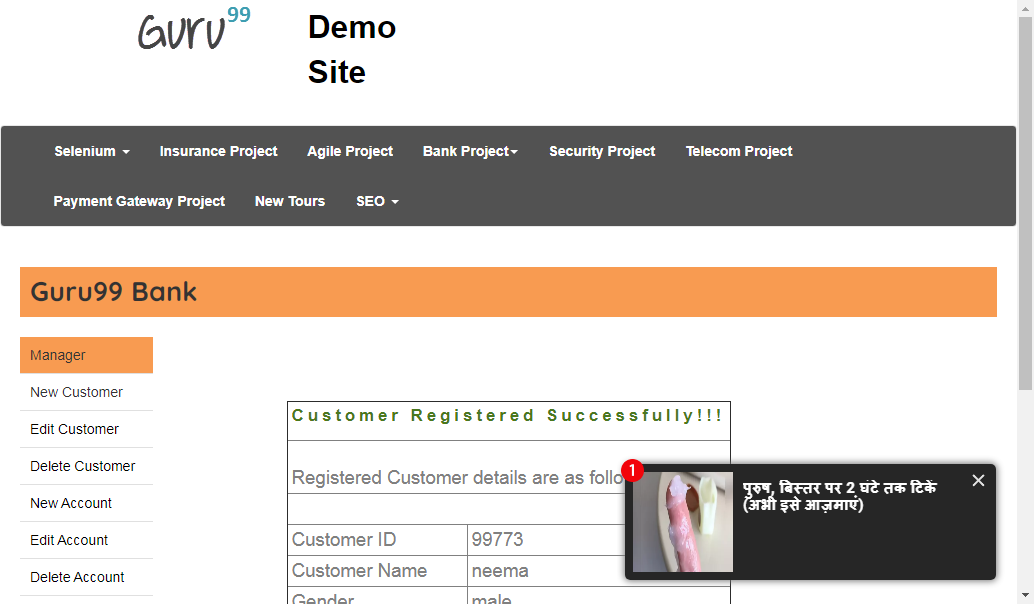 Guru99
Demo
Site
Selenium
Insurance Project
Agile Project
Bank Project
Security Project
Telecom Project
Payment Gateway Project
New Tours
SEO
Guru99 Bank
Manager
New Customer
Edit Customer
Delete Customer
New Account
Edit Account
Delete Account
Customer Registered Successfully!!!
Registered Customer details are as follo
Customer ID 99773
Customer Name neema
Gender male
1
पुरुष, बिस्तर पर 2 घंटे तक टिकें
(अभी इसे आज़माएं)